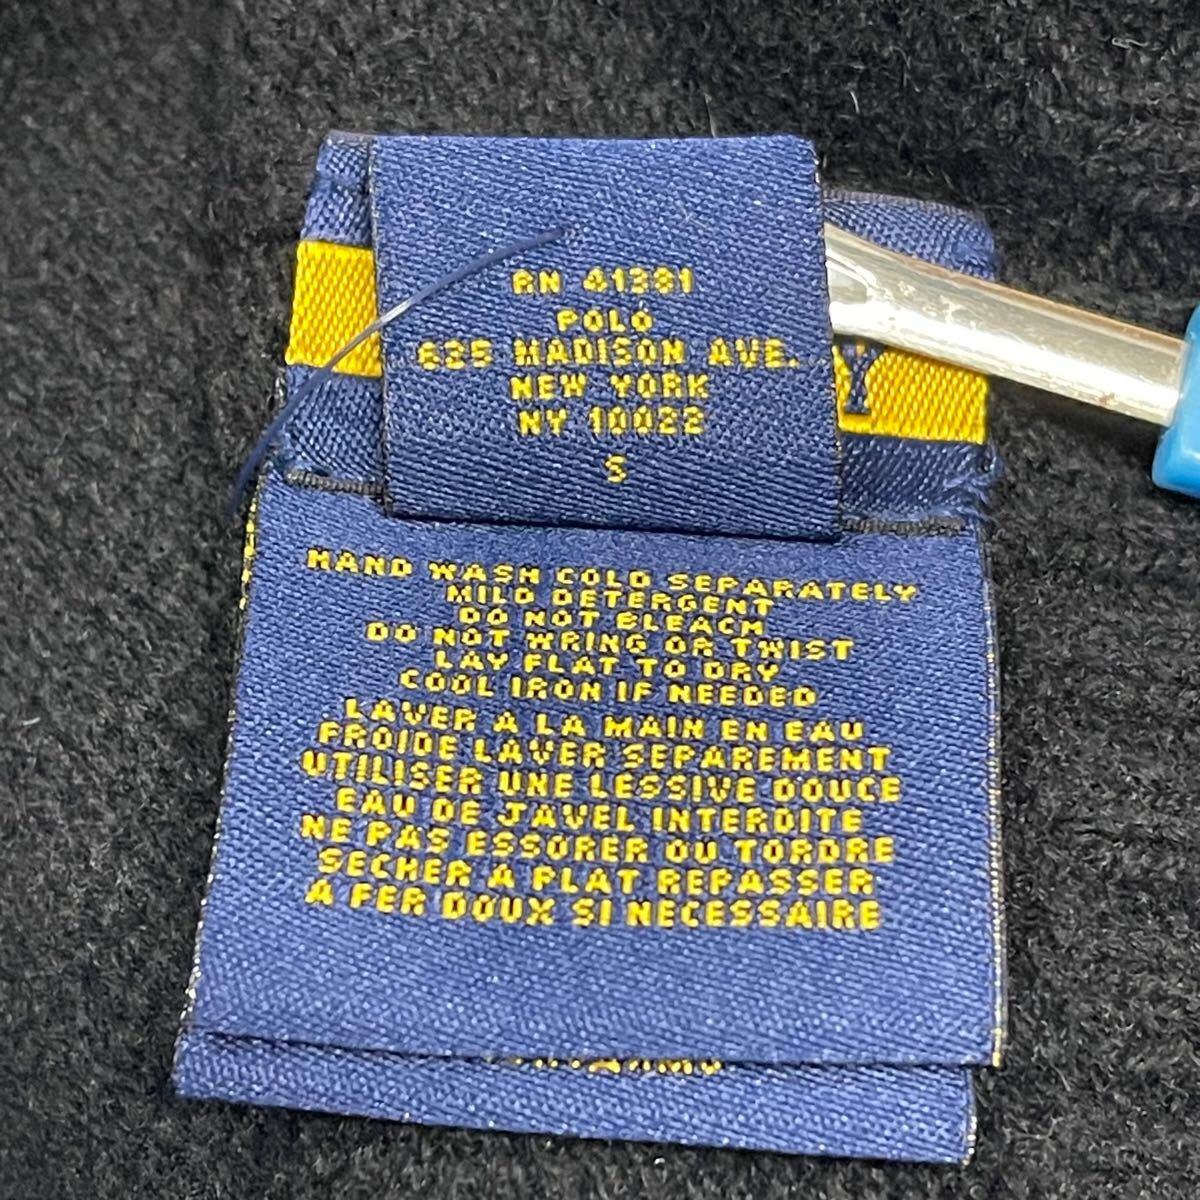 RN 41381
POLO
625 MADISON AVE.
NEW YORK
NY 10022
S
HAND WASH COLD SEPARATELY
MILD DETERGENT
DO NOT BLEACH
DO NOT WRING OR TWIST
LAY FLAT TO DRY
COOL IRON IF NEEDED
LAVER A LA MAIN EN EAU
FROIDE LAVER SEPAREMENT
UTILISER UNE LESSIVE DOUCE
EAU DE JAVEL INTERDITE
NE PAS ESSORER OU TORDRE
SECHER A PLAT REPASSER
A FER DOUX SI NECESSAIRE